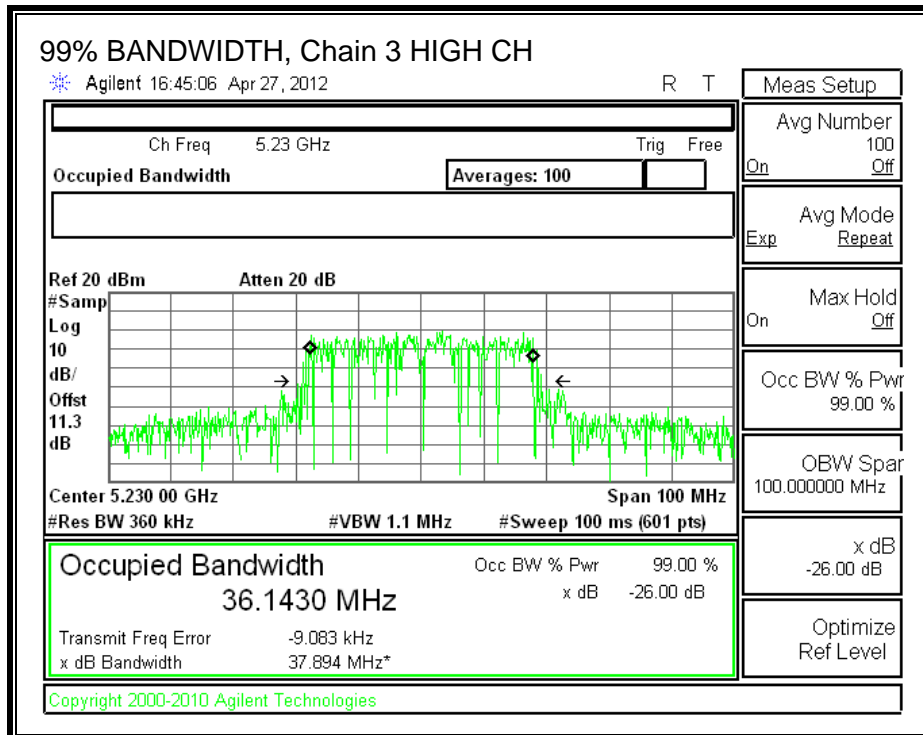 99% BANDWIDTH, Chain 3 HIGH CH
Agilent 16:45:06 Apr 27, 2012 R T
Ch Freq 5.23 GHz Trig Free
Occupied Bandwidth Averages: 100
Ref 20 dBm Atten 20 dB
#Samp
Log
10
dB/
Offst
11.3
dB
Center 5.230 00 GHz Span 100 MHz
#Res BW 360 kHz #VBW 1.1 MHz #Sweep 100 ms (601 pts)
Occupied Bandwidth Occ BW % Pwr 99.00 %
36.1430 MHz x dB -26.00 dB
Transmit Freq Error -9.083 kHz
x dB Bandwidth 37.894 MHz*
Copyright 2000-2010 Agilent Technologies
Meas Setup
Avg Number
100
On Off
Avg Mode
Exp Repeat
Max Hold
On Off
Occ BW % Pwr
99.00 %
OBW Span
100.000000 MHz
x dB
-26.00 dB
Optimize
Ref Level